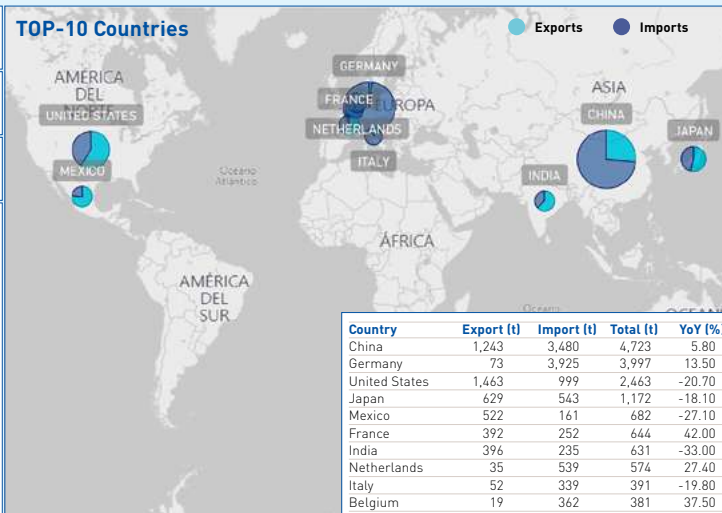 TOP-10 Countries
Exports
Imports
AMÉRICA
DEL
NORTE
UNITED STATES
MEXICO
GERMANY
FRANCE
EUROPA
NETHERLANDS
ITALY
ASIA
CHINA
JAPAN
INDIA
Océano
Atlántico
ÁFRICA
AMÉRICA
DEL
SUR
Océano
Country Export (t) Import (t) Total (t) YoY (%)
China 1,243 3,480 4,723 5.80
Germany 73 3,925 3,997 13.50
United States 1,463 999 2,463 -20.70
Japan 629 543 1,172 -18.10
Mexico 522 161 682 -27.10
France 392 252 644 42.00
India 396 235 631 -33.00
Netherlands 35 539 574 27.40
Italy 52 339 391 -19.80
Belgium 19 362 381 37.50